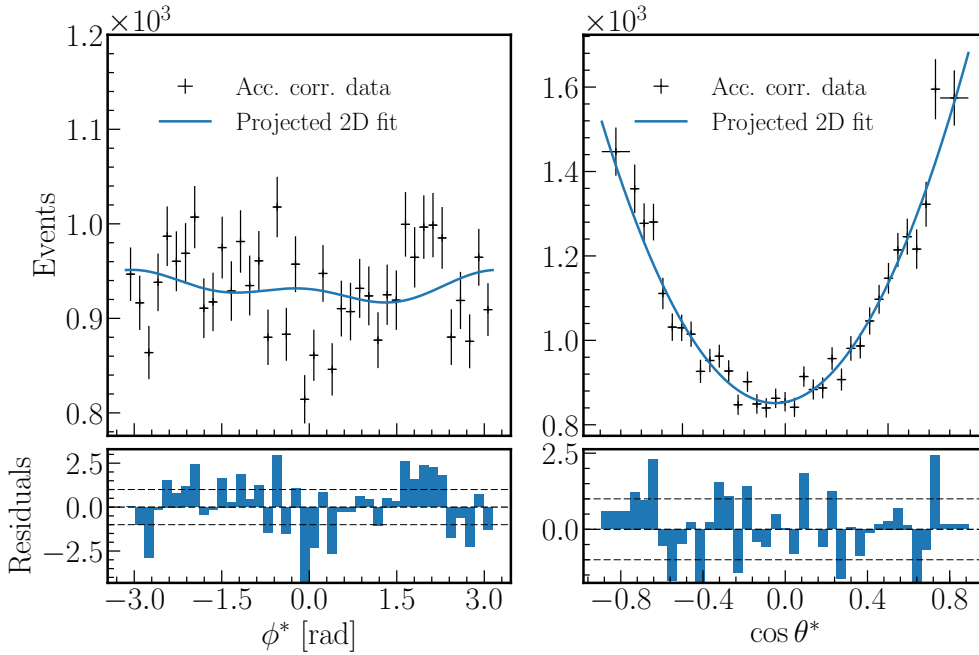 ×10³
1.2
1.1
1.0
0.9
0.8
Events
Acc. corr. data
Projected 2D fit
×10³
1.6
1.4
1.2
1.0
0.8
Acc. corr. data
Projected 2D fit
2.5
0.0
−2.5
Residuals
−3.0 −1.5 0.0 1.5 3.0
ϕ* [rad]
2.5
0.0
−0.8 −0.4 0.0 0.4 0.8
cos θ*